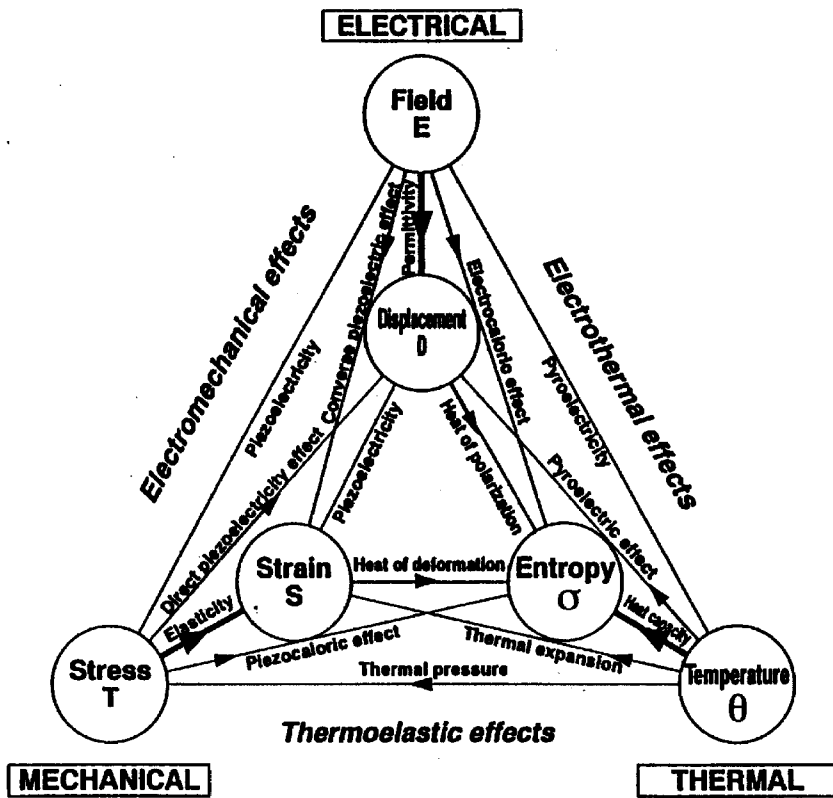 ELECTRICAL
Field
E
Electromechanical effects
Electrothermal effects
Piezoelectricity
Converse piezoelectric effect
Permittivity
Electrocaloric effect
Pyroelectricity
Displacement
D
Direct piezoelectricity effect
Piezoelectricity
Heat of polarization
Pyroelectric effect
Strain
S
Heat of deformation
Entropy
σ
Elasticity
Heat capacity
Stress
T
Piezocaloric effect
Thermal expansion
Thermal pressure
Temperature
θ
Thermoelastic effects
MECHANICAL
THERMAL